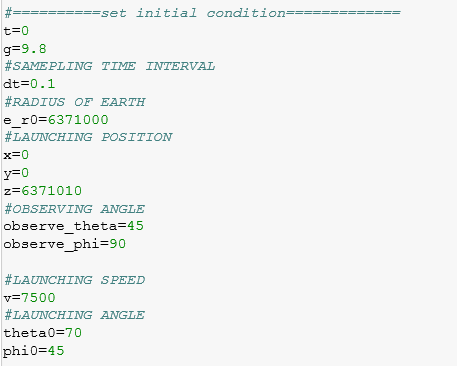 #==========set initial condition=============
t=0
g=9.8
#SAMEPLING TIME INTERVAL
dt=0.1
#RADIUS OF EARTH
e_r0=6371000
#LAUNCHING POSITION
x=0
y=0
z=6371010
#OBSERVING ANGLE
observe_theta=45
observe_phi=90
#LAUNCHING SPEED
v=7500
#LAUNCHING ANGLE
theta0=70
phi0=45